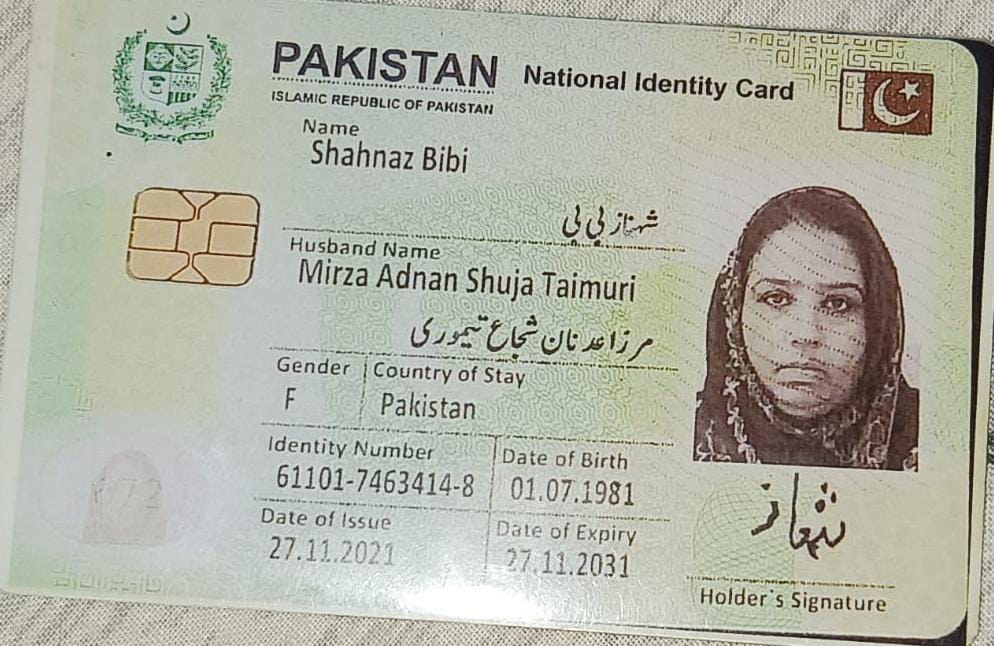 PAKISTAN National Identity Card
ISLAMIC REPUBLIC OF PAKISTAN
Name
Shahnaz Bibi
شہناز بی بی
Husband Name
Mirza Adnan Shuja Taimuri
مرزا عدنان شجاع تیموری
Gender Country of Stay
F Pakistan
Identity Number Date of Birth
61101-7463414-8 01.07.1981
Date of Issue Date of Expiry
27.11.2021 27.11.2031
شہناز
Holder's Signature